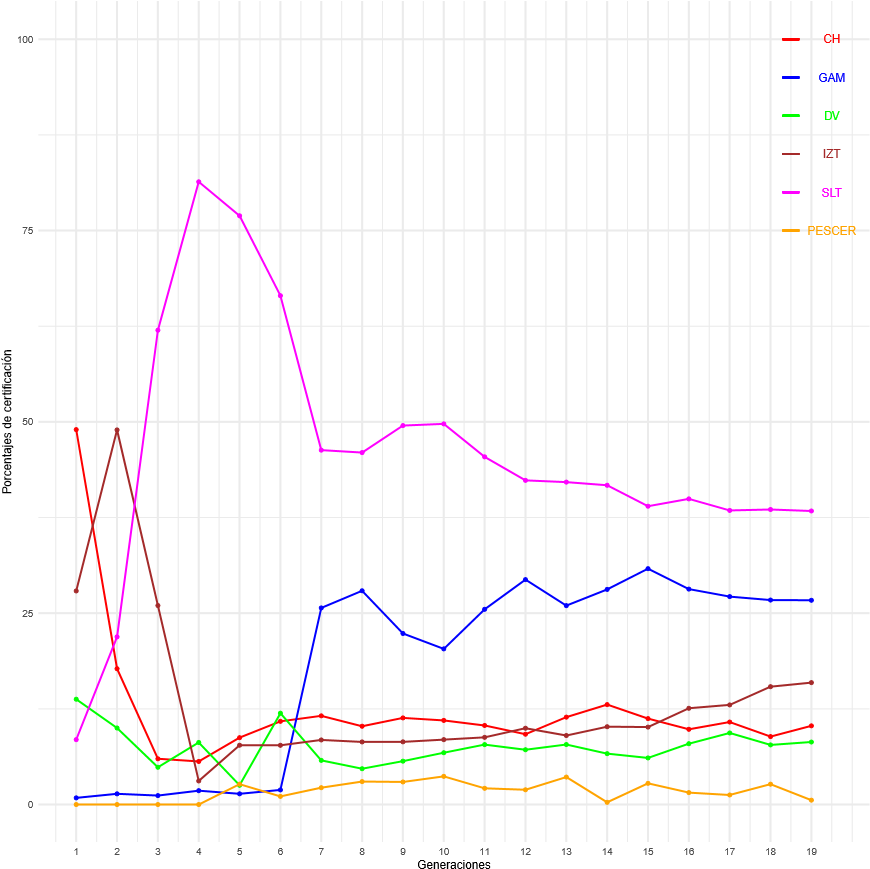 100
75
50
25
0
Porcentajes de certificación
CH
GAM
DV
IZT
SLT
PESCER
1 2 3 4 5 6 7 8 9 10 11 12 13 14 15 16 17 18 19
Generaciones